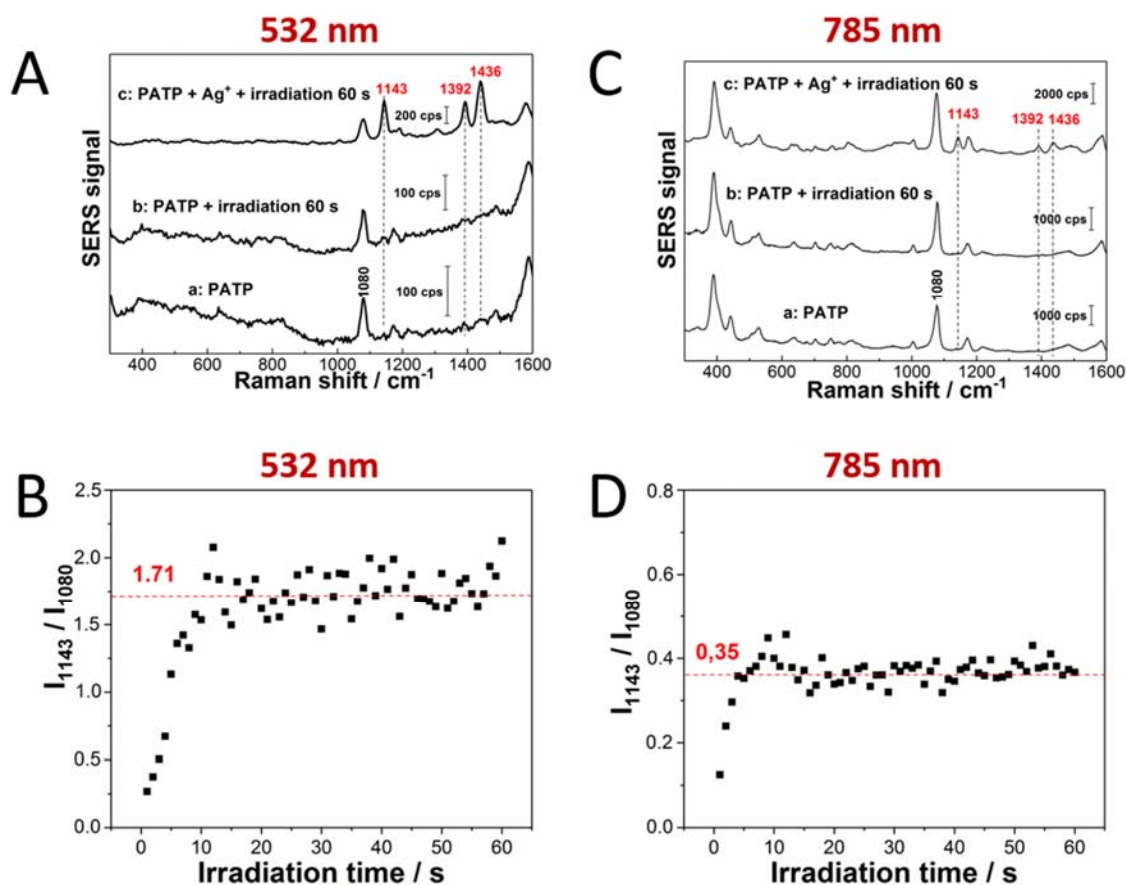 532 nm
A
c: PATP + Ag⁺ + irradiation 60 s
1143
1392
1436
200 cps
b: PATP + irradiation 60 s
100 cps
a: PATP
1080
100 cps
SERS signal
400 600 800 1000 1200 1400 1600
Raman shift / cm⁻¹
785 nm
C
c: PATP + Ag⁺ + irradiation 60 s
2000 cps
1143
1392 1436
b: PATP + irradiation 60 s
1000 cps
1080
a: PATP
1000 cps
SERS signal
400 600 800 1000 1200 1400 1600
Raman shift / cm⁻¹
532 nm
B
2.5
2.0
1.5
1.0
0.5
0.0
1.71
I₁₁₄₃ / I₁₀₈₀
0 10 20 30 40 50 60
Irradiation time / s
785 nm
D
0.8
0.6
0.4
0.2
0.0
0,35
I₁₁₄₃ / I₁₀₈₀
0 10 20 30 40 50 60
Irradiation time / s